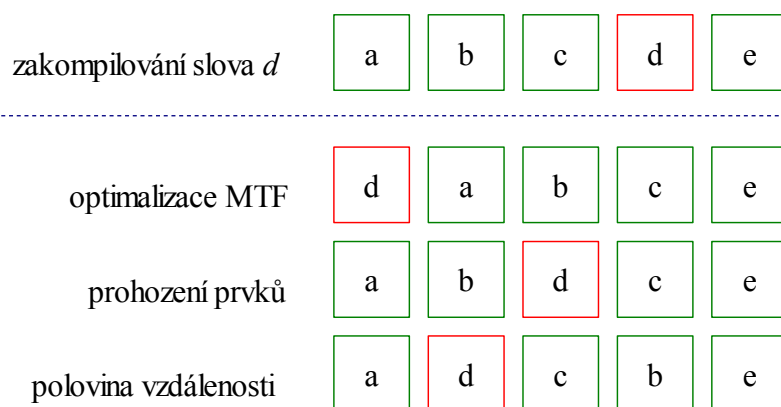 zakompilování slova d a b c d e
optimalizace MTF d a b c e
prohození prvků a b d c e
polovina vzdálenosti a d c b e